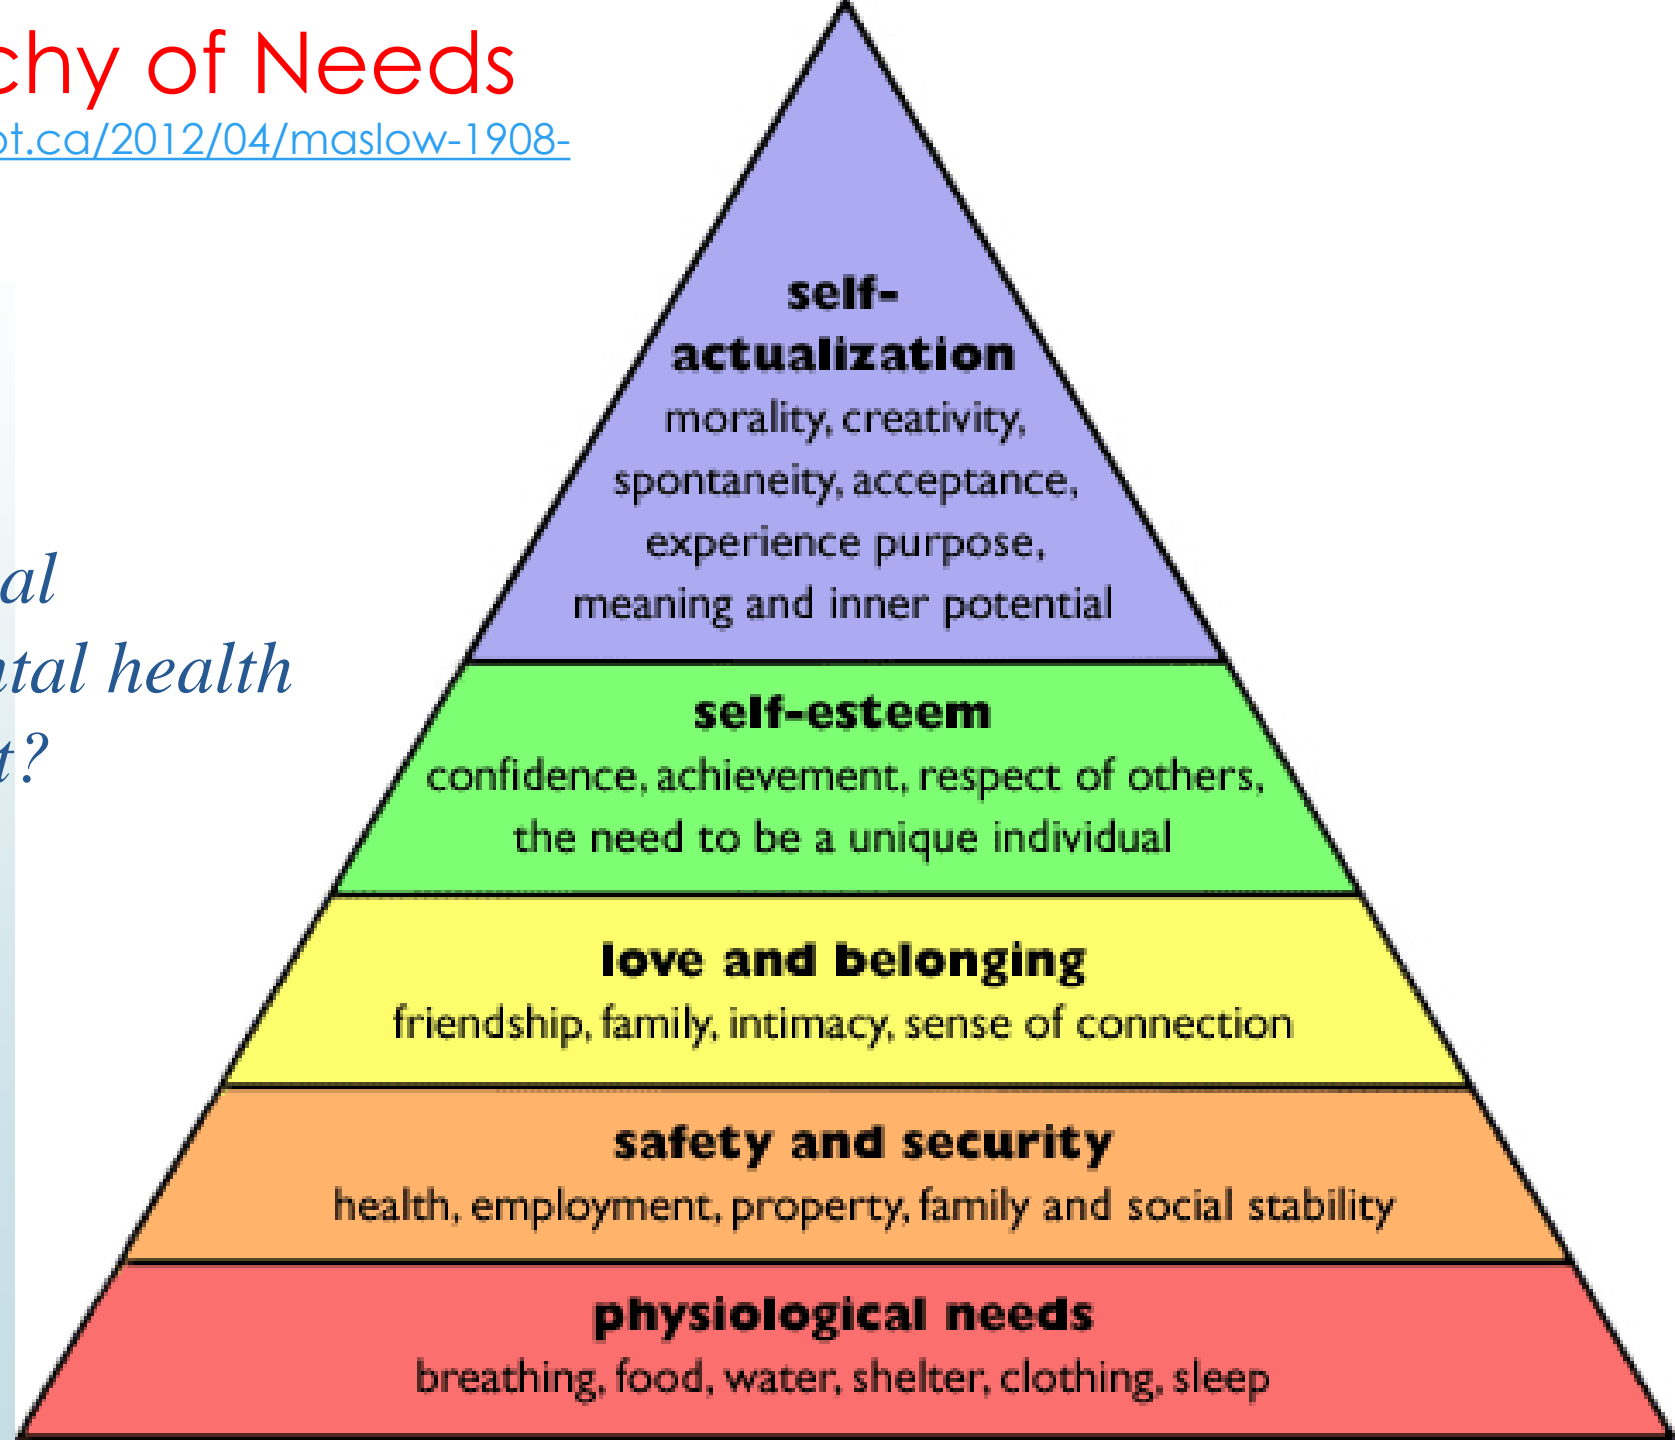 chy of Needs
ot.ca/2012/04/maslow-1908-
al
ntal health
t?
self-
actualization
morality, creativity,
spontaneity, acceptance,
experience purpose,
meaning and inner potential
self-esteem
confidence, achievement, respect of others,
the need to be a unique individual
love and belonging
friendship, family, intimacy, sense of connection
safety and security
health, employment, property, family and social stability
physiological needs
breathing, food, water, shelter, clothing, sleep